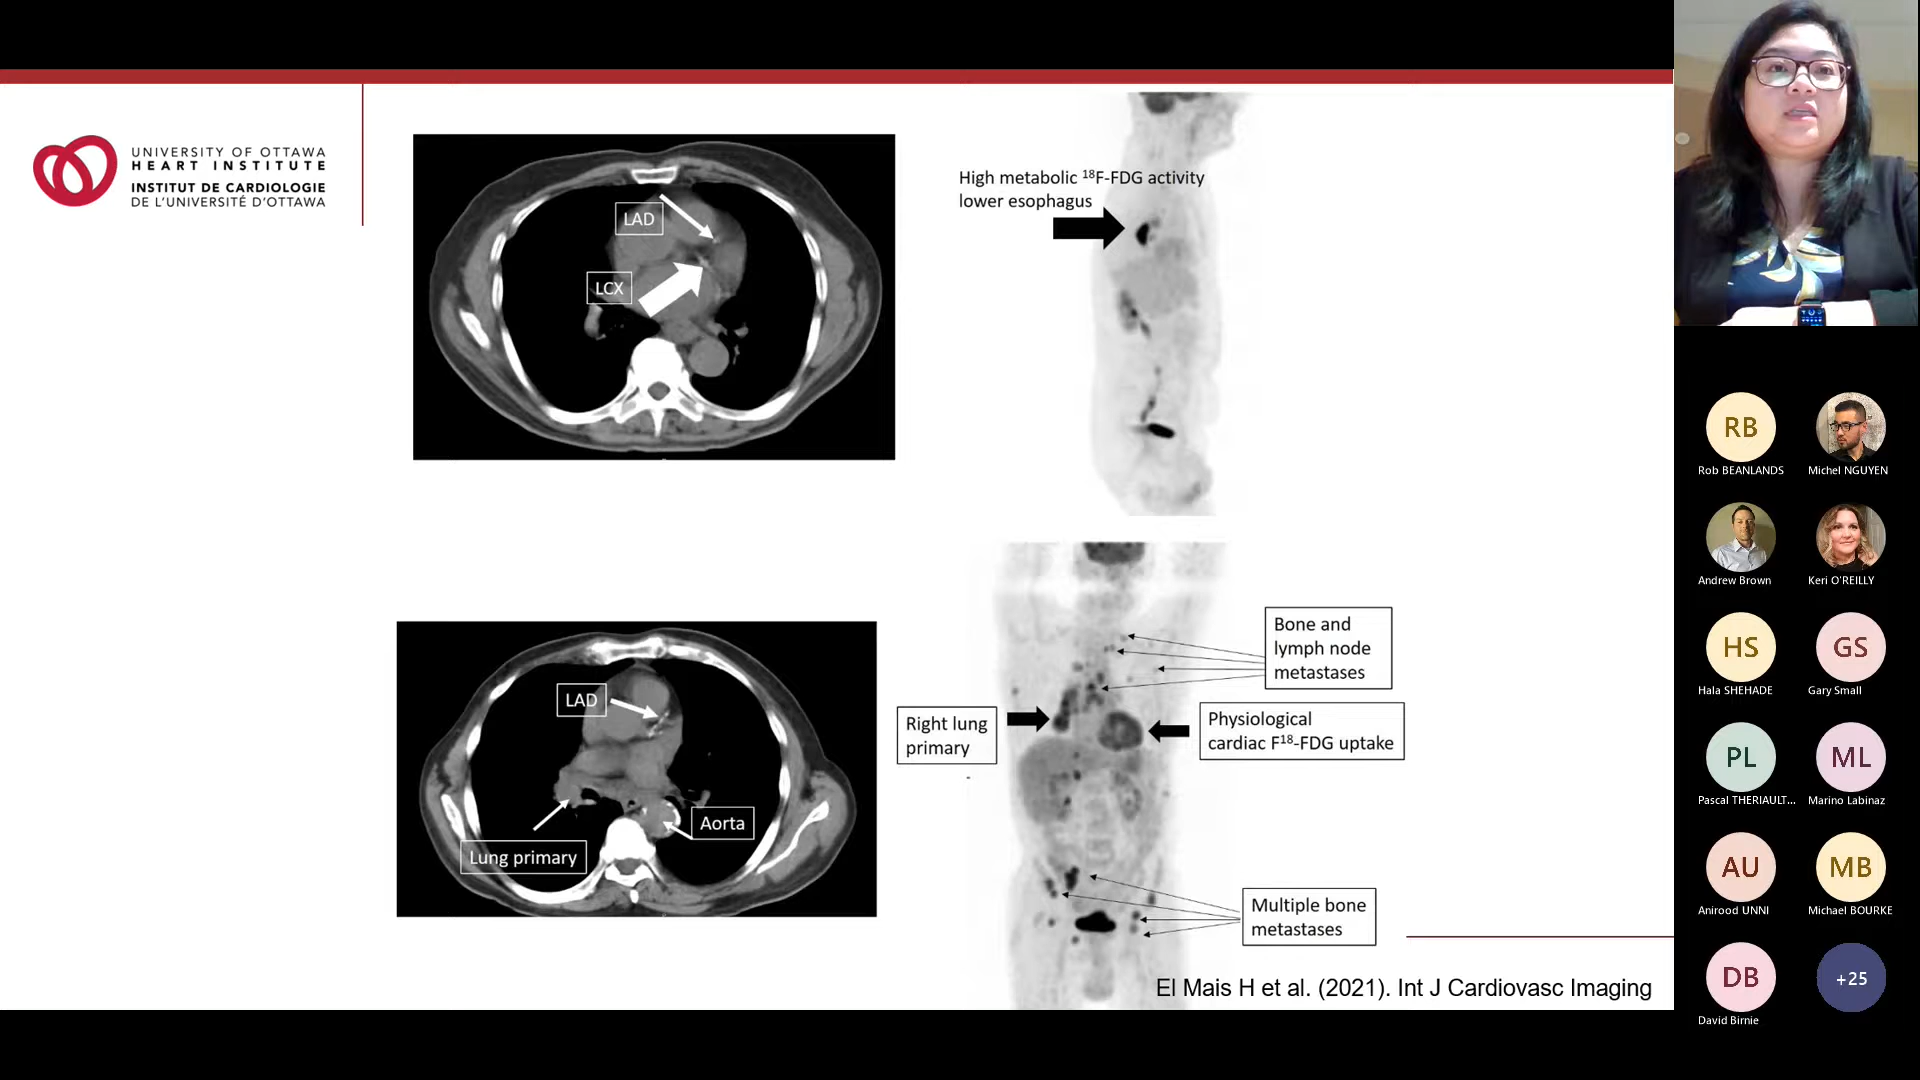 UNIVERSITY OF OTTAWA
HEART INSTITUTE
INSTITUT DE CARDIOLOGIE
DE L'UNIVERSITÉ D'OTTAWA
LAD
LCX
High metabolic ¹⁸F-FDG activity
lower esophagus
LAD
Lung primary
Aorta
Right lung
primary
Bone and
lymph node
metastases
Physiological
cardiac F¹⁸-FDG uptake
Multiple bone
metastases
El Mais H et al. (2021). Int J Cardiovasc Imaging
RB
Rob BEANLANDS
Michel NGUYEN
Andrew Brown
Keri O'REILLY
HS
Hala SHEHADE
GS
Gary Small
PL
Pascal THERIAULT...
ML
Marino Labinaz
AU
Anirood UNNI
MB
Michael BOURKE
DB
David Birnie
+25